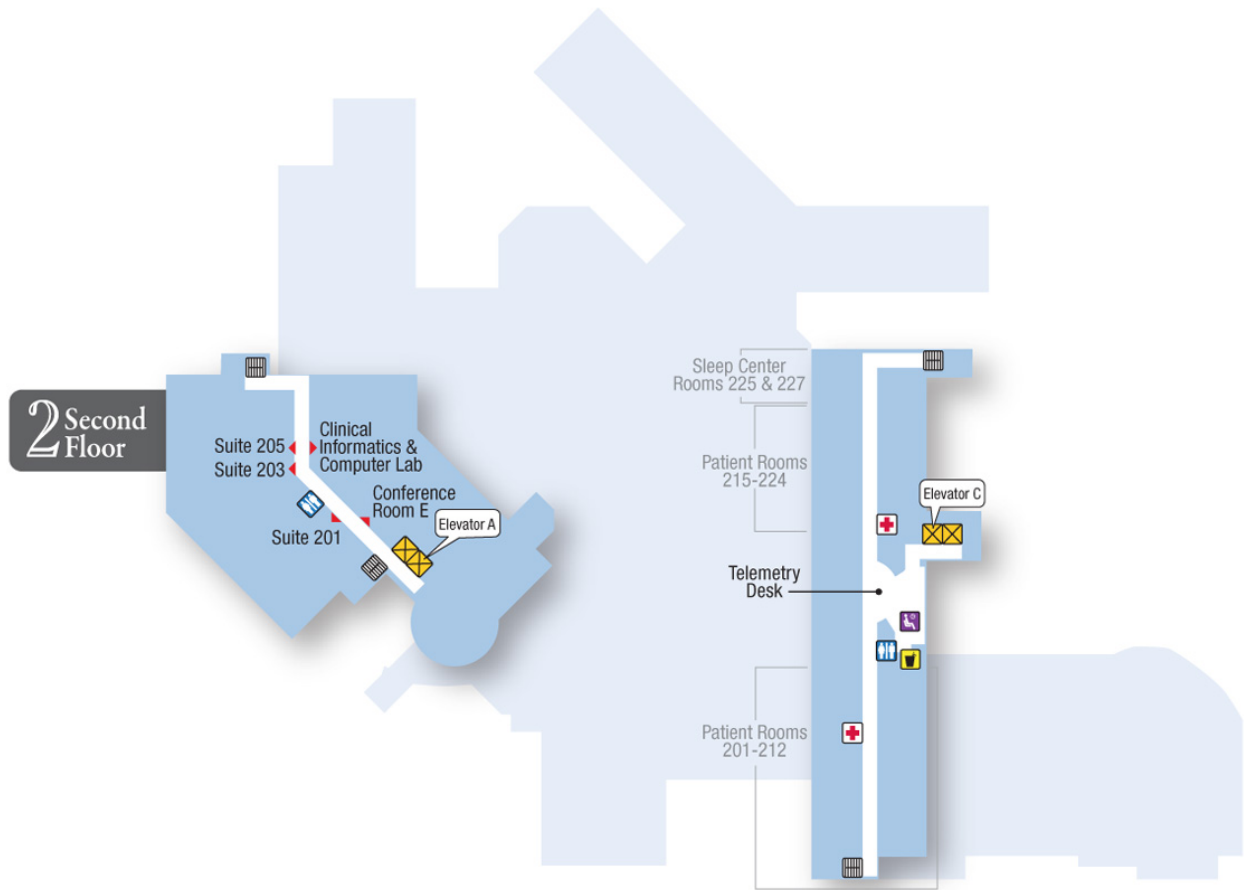 2 Second
Floor
Suite 205
Suite 203
Clinical
Informatics &
Computer Lab
Conference
Room E
Suite 201
Elevator A
Sleep Center
Rooms 225 & 227
Patient Rooms
215-224
Elevator C
Telemetry
Desk
Patient Rooms
201-212